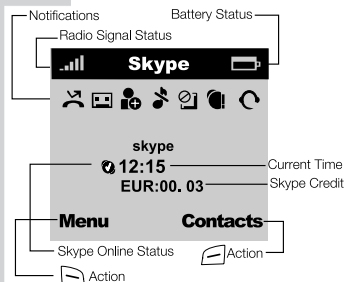 Notifications
Battery Status
Radio Signal Status
Skype
skype
12:15
Current Time
EUR:00. 03
Skype Credit
Menu
Contacts
Skype Online Status
Action
Action